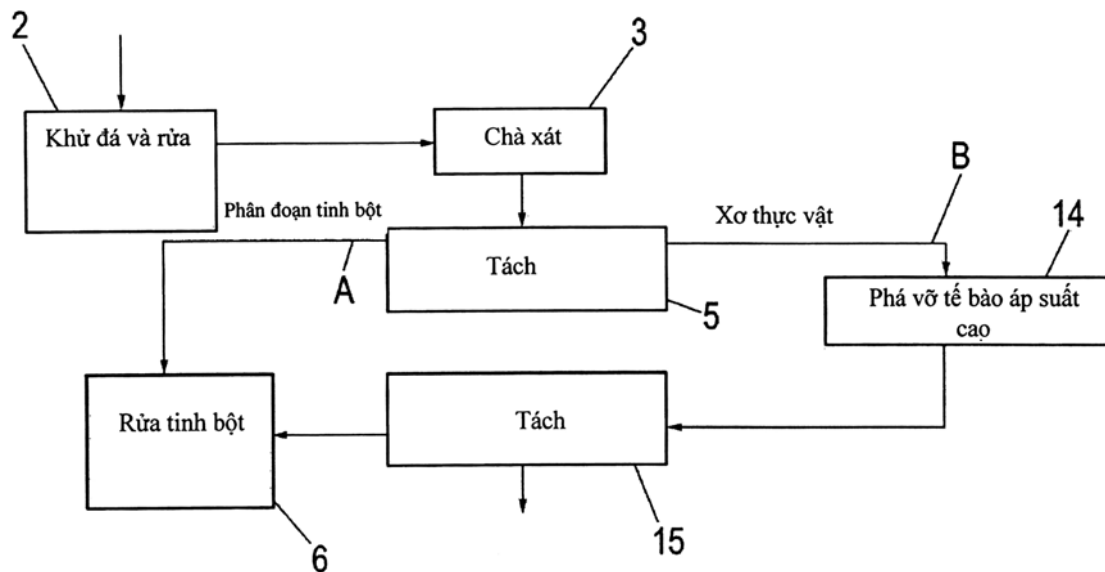 2
3
Khử đá và rửa
Chà xát
B
Phân đoạn tinh bột
Xơ thực vật
14
Tách
A
5
Phá vỡ tế bào áp suất
cạo
Rửa tinh bột
Tách
6
15